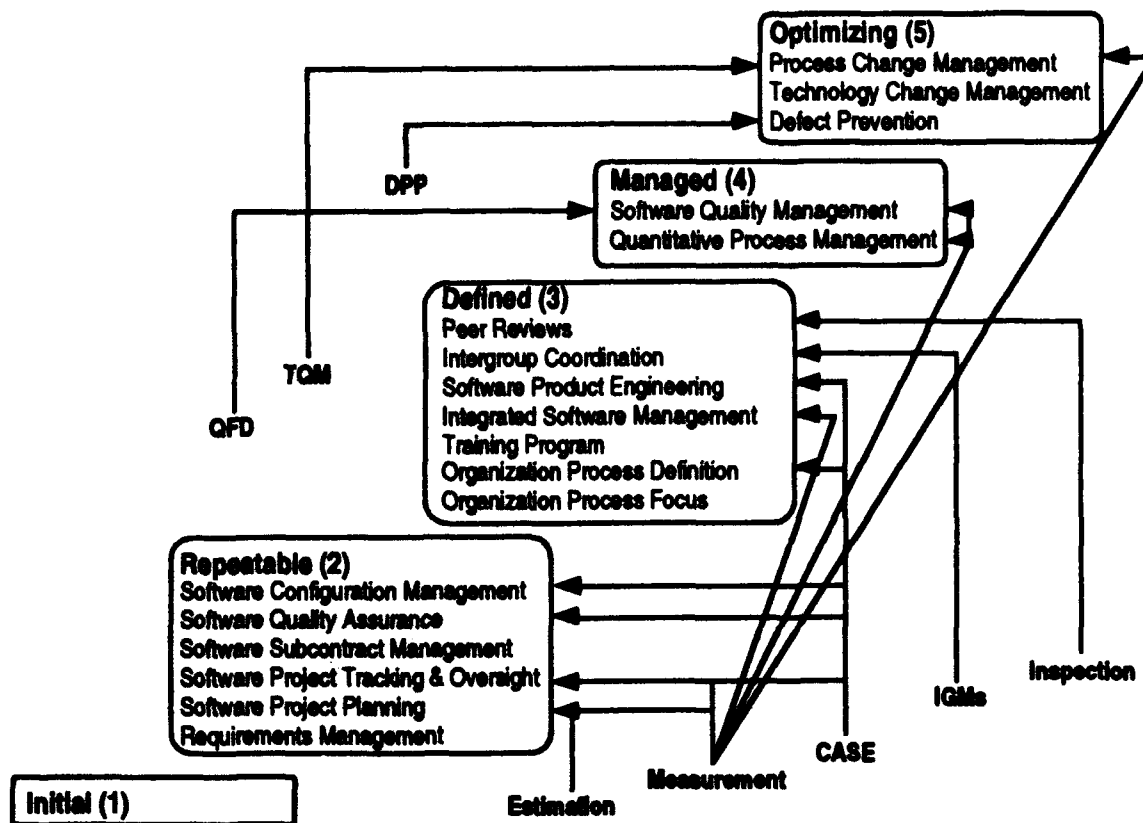 Optimizing (5)
Process Change Management
Technology Change Management
Defect Prevention
DPP
Managed (4)
Software Quality Management
Quantitative Process Management
Defined (3)
Peer Reviews
Intergroup Coordination
Software Product Engineering
Integrated Software Management
Training Program
Organization Process Definition
Organization Process Focus
TQM
QFD
Repeatable (2)
Software Configuration Management
Software Quality Assurance
Software Subcontract Management
Software Project Tracking & Oversight
Software Project Planning
Requirements Management
Inspection
IGMs
CASE
Measurement
Estimation
Initial (1)